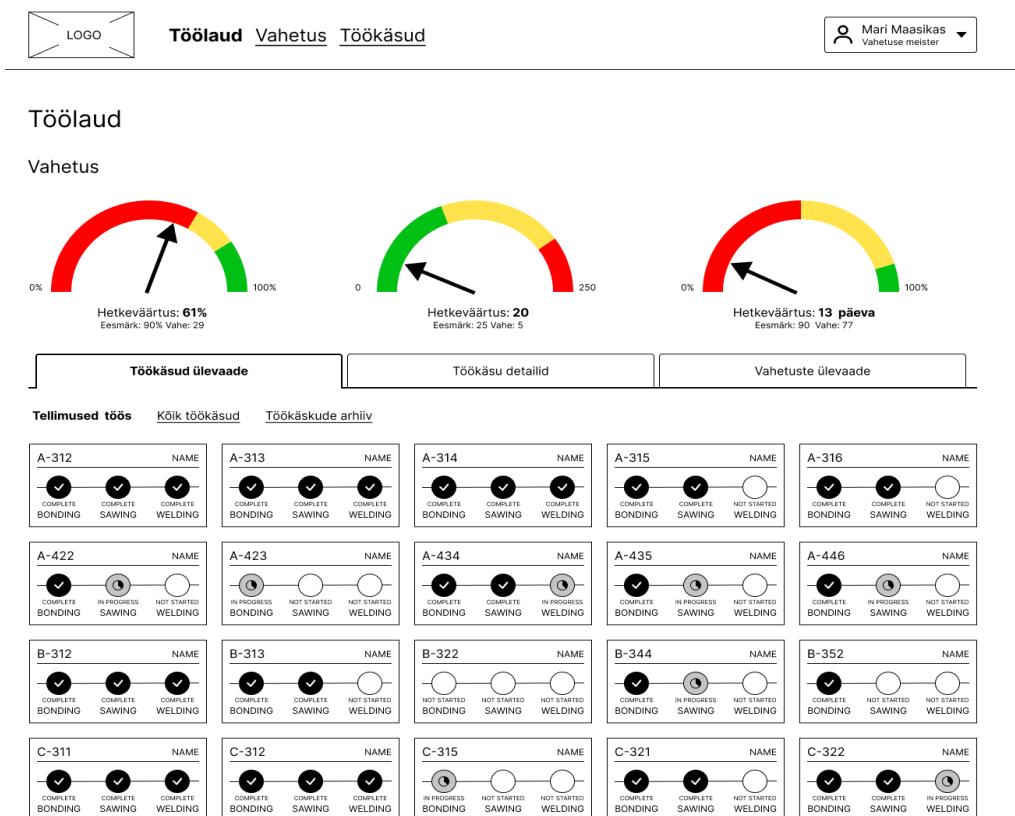 LOGO
Töölaud Vahetus Töökäsud
Mari Maasikas
Vahetuse meister
Töölaud
Vahetus
0% 100%
Hetkeväärtus: 61%
Eesmärk: 90% Vahe: 29
0 250
Hetkeväärtus: 20
Eesmärk: 25 Vahe: 5
0% 100%
Hetkeväärtus: 13 päeva
Eesmärk: 90 Vahe: 77
Töökäsud ülevaade Töökäsu detailid Vahetuste ülevaade
Tellimused töös Kõik töökäsud Töökäskude arhiiv
A-312 NAME
COMPLETE COMPLETE COMPLETE
BONDING SAWING WELDING
A-313 NAME
COMPLETE COMPLETE COMPLETE
BONDING SAWING WELDING
A-314 NAME
COMPLETE COMPLETE COMPLETE
BONDING SAWING WELDING
A-315 NAME
COMPLETE COMPLETE NOT STARTED
BONDING SAWING WELDING
A-316 NAME
COMPLETE COMPLETE NOT STARTED
BONDING SAWING WELDING
A-422 NAME
COMPLETE IN PROGRESS NOT STARTED
BONDING SAWING WELDING
A-423 NAME
IN PROGRESS NOT STARTED NOT STARTED
BONDING SAWING WELDING
A-434 NAME
COMPLETE COMPLETE IN PROGRESS
BONDING SAWING WELDING
A-435 NAME
COMPLETE IN PROGRESS NOT STARTED
BONDING SAWING WELDING
A-446 NAME
COMPLETE IN PROGRESS NOT STARTED
BONDING SAWING WELDING
B-312 NAME
COMPLETE COMPLETE COMPLETE
BONDING SAWING WELDING
B-313 NAME
COMPLETE COMPLETE NOT STARTED
BONDING SAWING WELDING
B-322 NAME
NOT STARTED NOT STARTED NOT STARTED
BONDING SAWING WELDING
B-344 NAME
COMPLETE IN PROGRESS NOT STARTED
BONDING SAWING WELDING
B-352 NAME
COMPLETE NOT STARTED NOT STARTED
BONDING SAWING WELDING
C-311 NAME
COMPLETE COMPLETE COMPLETE
BONDING SAWING WELDING
C-312 NAME
COMPLETE COMPLETE COMPLETE
BONDING SAWING WELDING
C-315 NAME
IN PROGRESS NOT STARTED NOT STARTED
BONDING SAWING WELDING
C-321 NAME
COMPLETE COMPLETE NOT STARTED
BONDING SAWING WELDING
C-322 NAME
COMPLETE COMPLETE IN PROGRESS
BONDING SAWING WELDING